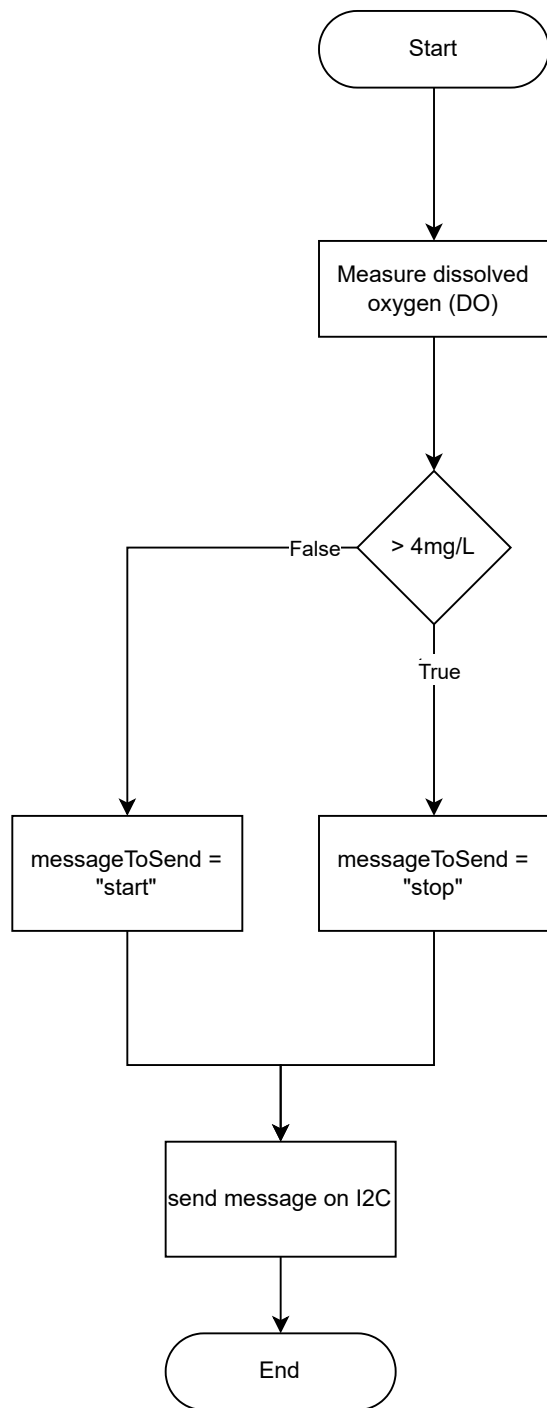 Start
Measure dissolved
oxygen (DO)
> 4mg/L
False
True
messageToSend =
"start"
messageToSend =
"stop"
send message on I2C
End